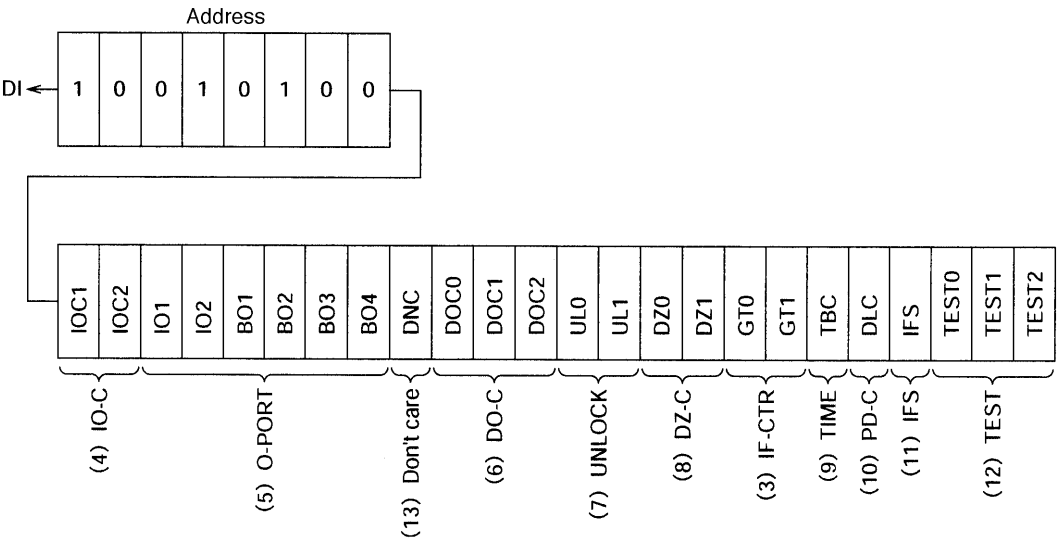 Address
DI
1 0 0 1 0 1 0 0
IOC1 IOC2 IO1 IO2 BO1 BO2 BO3 BO4 DNC DOC0 DOC1 DOC2 UL0 UL1 DZ0 DZ1 GT0 GT1 TBC DLC IFS TEST0 TEST1 TEST2
(4) IO-C
(5) O-PORT
(13) Don't care
(6) DO-C
(7) UNLOCK
(8) DZ-C
(3) IF-CTR
(9) TIME
(10) PD-C
(11) IFS
(12) TEST